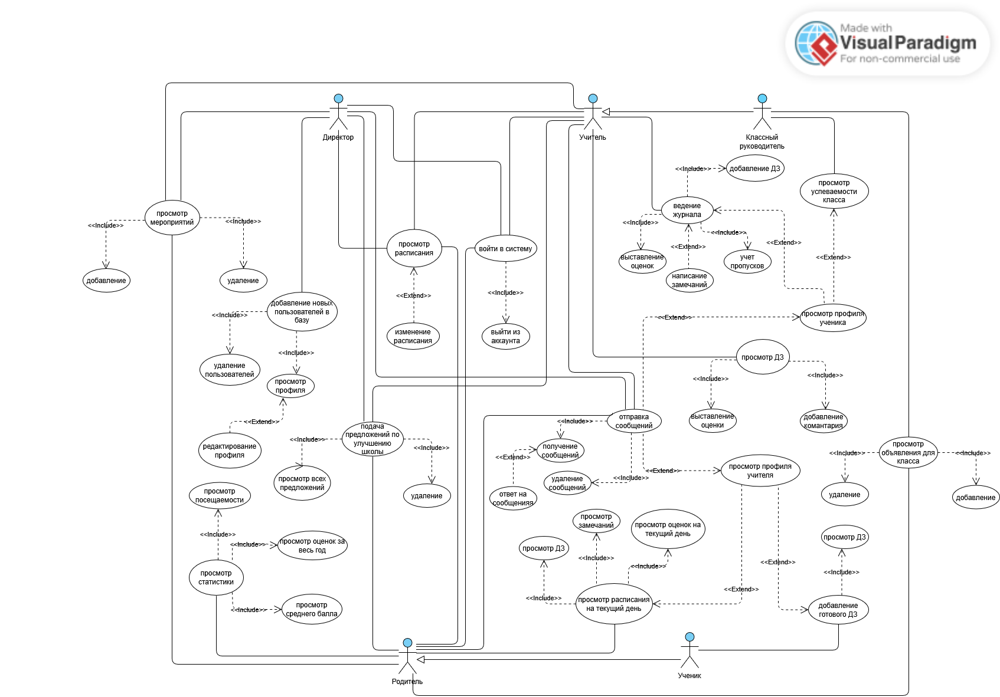 Made with
Visual Paradigm
For non-commercial use
Директор
Учитель
Классный
руководитель
<<Include>>
добавление ДЗ
просмотр
успеваемости
класса
ведение
журнала
просмотр
мероприятий
<<Include>>
<<Include>>
<<Include>>
<<Extend>>
<<Include>>
<<Extend>>
просмотр
расписания
войти в систему
выставление
оценок
учет
пропусков
<<Extend>>
добавление
удаление
написание
замечаний
<<Extend>>
<<Include>>
добавление новых
пользователей в
базу
<<Include>>
<<Extend>>
просмотр профиля
ученика
изменение
расписания
выйти из
аккаунта
<<Include>>
просмотр ДЗ
удаление
пользователей
<<Include>>
<<Include>>
просмотр
профиля
<<Extend>>
<<Include>>
отправка
сообщений
выставление
оценки
добавление
комантария
подача
предложений по
улучшению
школы
<<Include>>
<<Include>>
редактирование
профиля
получение
сообщений
<<Extend>>
просмотр
объявления для
класса
<<Include>>
<<Include>>
<<Extend>>
<<Include>>
просмотр профиля
учителя
просмотр всех
предложений
удаление
сообщений
просмотр
посещаемости
удаление
ответ на
сообщенияя
удаление
добавление
просмотр
замечаний
просмотр оценок на
текущий день
<<Include>>
<<Include>>
просмотр оценок за
весь год
просмотр ДЗ
просмотр ДЗ
<<Include>>
<<Include>>
<<Extend>>
<<Include>>
просмотр
статистики
<<Extend>>
<<Include>>
просмотр расписания
на текущий день
<<Include>>
просмотр
среднего балла
добавление
готового ДЗ
Родитель
Ученик